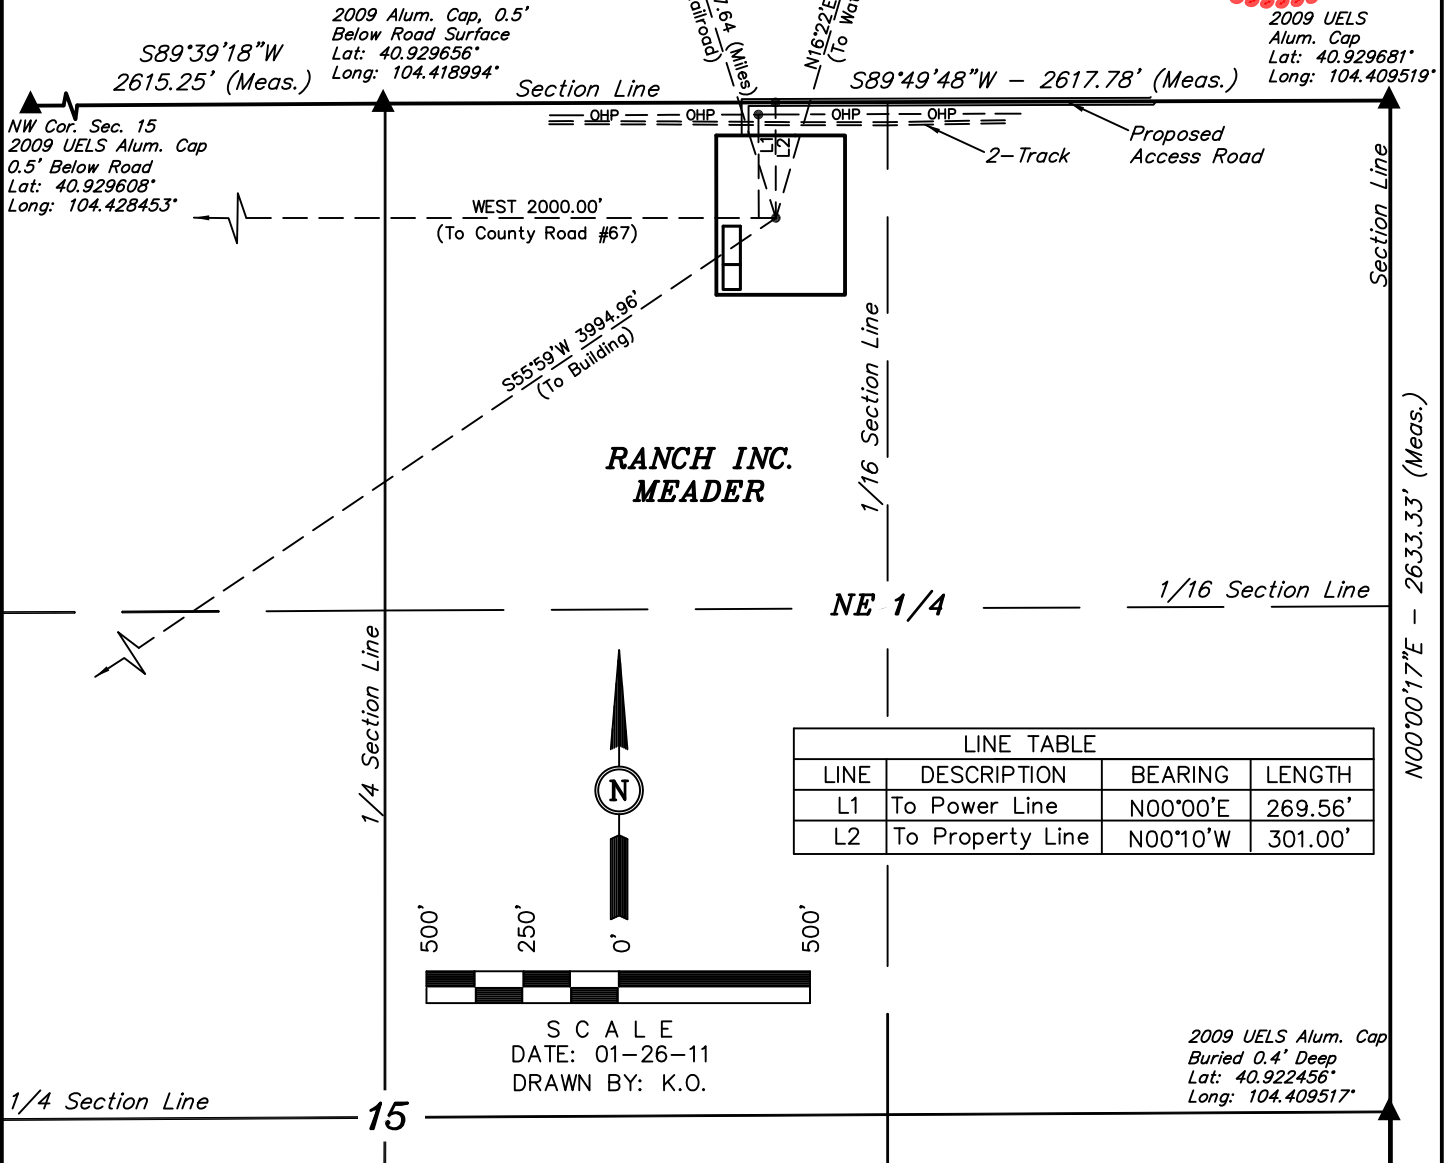 2009 Alum. Cap, 0.5'
Below Road Surface
Lat: 40.929656°
Long: 104.418994°
S89°39'18"W
2615.25' (Meas.)
7.64 (Miles)
N16°22'E
2009 UELS
Alum. Cap
Lat: 40.929681°
Long: 104.409519°
S89°49'48"W - 2617.78' (Meas.)
Section Line
OHP OHP OHP OHP
NW Cor. Sec. 15
2009 UELS Alum. Cap
0.5' Below Road
Lat: 40.929608°
Long: 104.428453°
L1
L2
2-Track
Proposed
Access Road
Section Line
WEST 2000.00'
(To County Road #67)
S55°59'W 3994.96'
(To Building)
1/16 Section Line
RANCH INC.
MEADER
N00°00'17"E - 2633.33' (Meas.)
1/16 Section Line
NE 1/4
1/4 Section Line
N
LINE TABLE
LINE DESCRIPTION BEARING LENGTH
L1 To Power Line N00°00'E 269.56'
L2 To Property Line N00°10'W 301.00'
500' 250' 0' 500'
SCALE
DATE: 01-26-11
DRAWN BY: K.O.
2009 UELS Alum. Cap
Buried 0.4' Deep
Lat: 40.922456°
Long: 104.409517°
1/4 Section Line
15